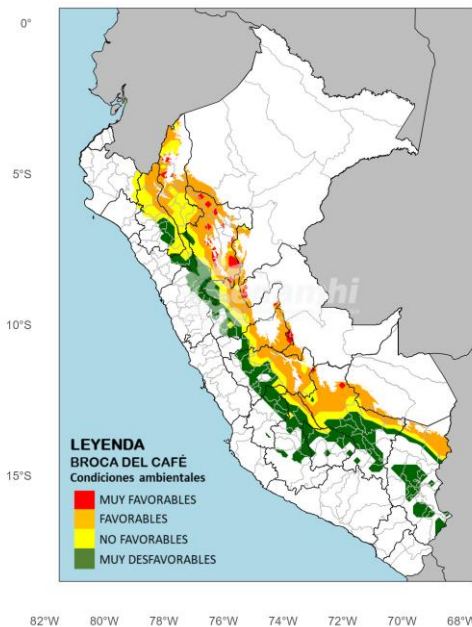 0°
5°S
10°S
15°S
senamhi
LEYENDA
BROCA DEL CAFÉ
Condiciones ambientales
MUY FAVORABLES
FAVORABLES
NO FAVORABLES
MUY DESFAVORABLES
82°W 80°W 78°W 76°W 74°W 72°W 70°W 68°W